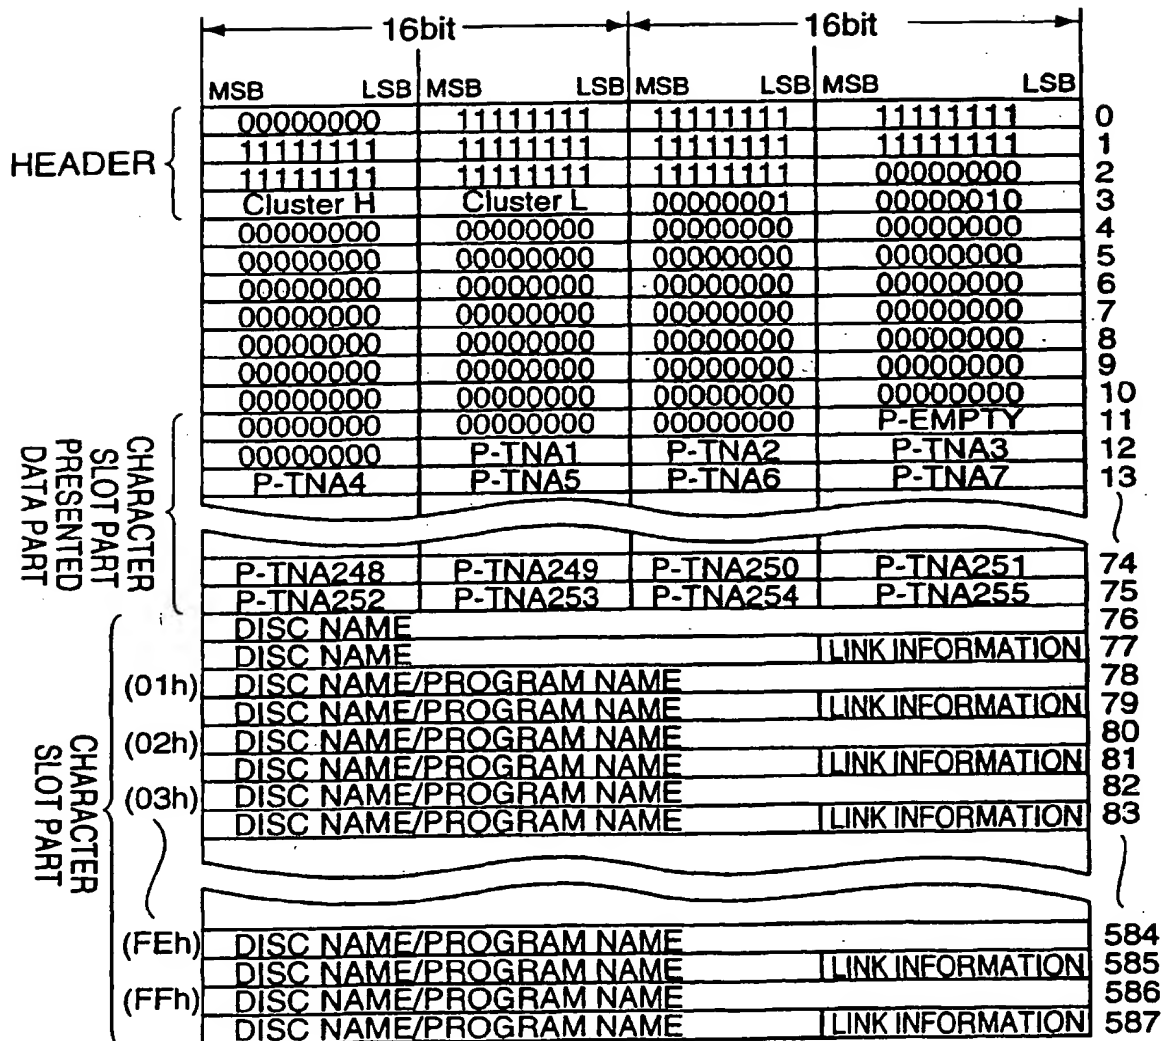 16bit 16bit
MSB LSB MSB LSB MSB LSB MSB LSB
HEADER
00000000 11111111 11111111 11111111 0
11111111 11111111 11111111 11111111 1
11111111 11111111 11111111 00000000 2
Cluster H Cluster L 00000001 00000010 3
00000000 00000000 00000000 00000000 4
00000000 00000000 00000000 00000000 5
00000000 00000000 00000000 00000000 6
00000000 00000000 00000000 00000000 7
00000000 00000000 00000000 00000000 8
00000000 00000000 00000000 00000000 9
00000000 00000000 00000000 00000000 10
CHARACTER
SLOT PART
PRESENTED
DATA PART
00000000 00000000 00000000 P-EMPTY 11
00000000 P-TNA1 P-TNA2 P-TNA3 12
P-TNA4 P-TNA5 P-TNA6 P-TNA7 13
P-TNA248 P-TNA249 P-TNA250 P-TNA251 74
P-TNA252 P-TNA253 P-TNA254 P-TNA255 75
CHARACTER
SLOT PART
DISC NAME 76
DISC NAME LINK INFORMATION 77
(01h) DISC NAME/PROGRAM NAME 78
DISC NAME/PROGRAM NAME LINK INFORMATION 79
(02h) DISC NAME/PROGRAM NAME 80
DISC NAME/PROGRAM NAME LINK INFORMATION 81
(03h) DISC NAME/PROGRAM NAME 82
DISC NAME/PROGRAM NAME LINK INFORMATION 83
(FEh) DISC NAME/PROGRAM NAME 584
DISC NAME/PROGRAM NAME LINK INFORMATION 585
(FFh) DISC NAME/PROGRAM NAME 586
DISC NAME/PROGRAM NAME LINK INFORMATION 587